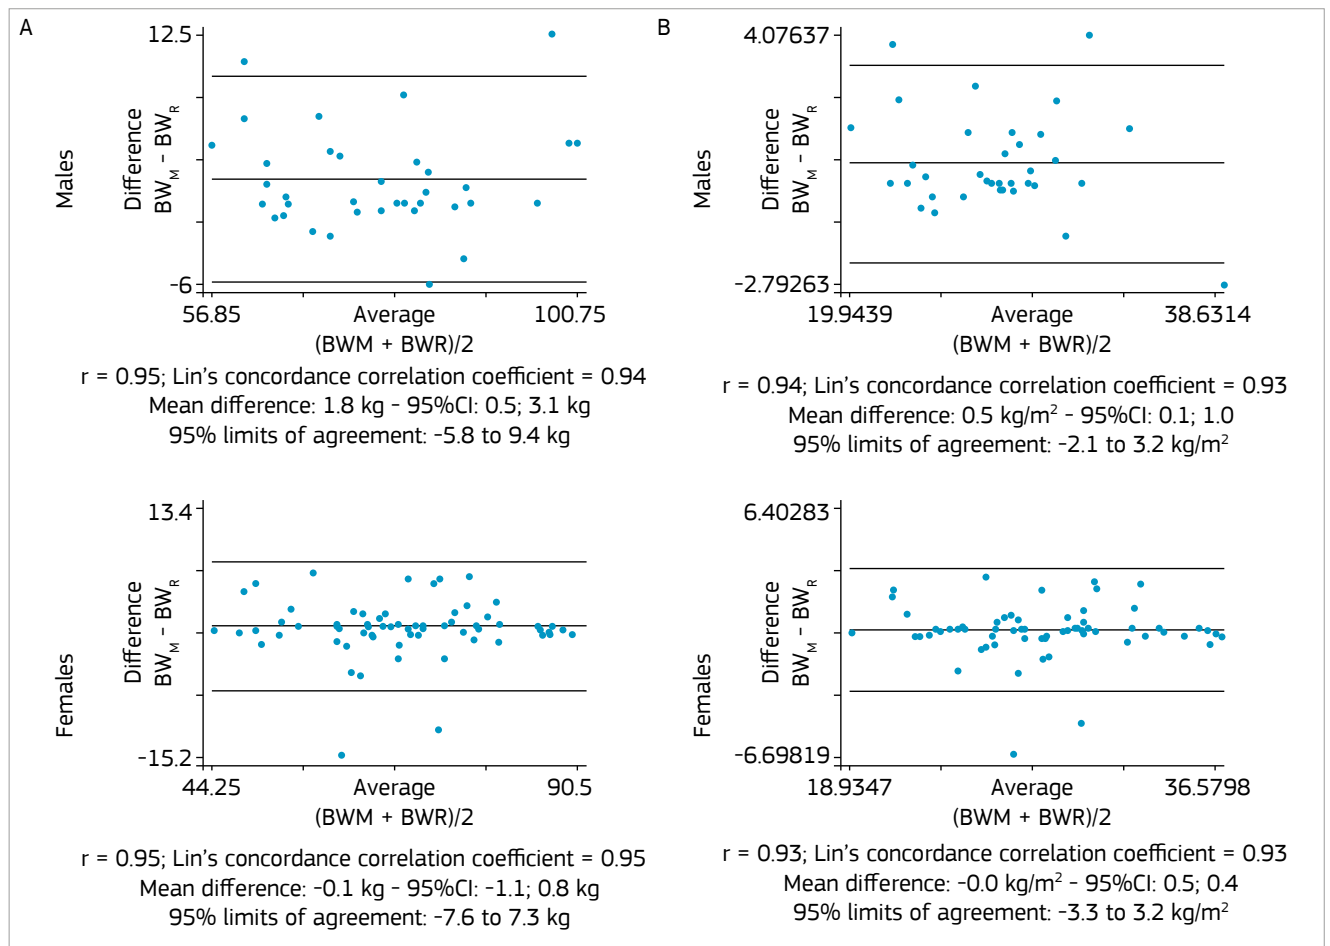 A
Males
Difference
BW_M − BW_R
12.5
-6
56.85
Average
100.75
(BWM + BWR)/2
r = 0.95; Lin's concordance correlation coefficient = 0.94
Mean difference: 1.8 kg - 95%CI: 0.5; 3.1 kg
95% limits of agreement: -5.8 to 9.4 kg
B
Males
Difference
BW_M − BW_R
4.07637
-2.79263
19.9439
Average
38.6314
(BWM + BWR)/2
r = 0.94; Lin's concordance correlation coefficient = 0.93
Mean difference: 0.5 kg/m² - 95%CI: 0.1; 1.0
95% limits of agreement: -2.1 to 3.2 kg/m²
Females
Difference
BW_M − BW_R
13.4
-15.2
44.25
Average
90.5
(BWM + BWR)/2
r = 0.95; Lin's concordance correlation coefficient = 0.95
Mean difference: -0.1 kg - 95%CI: -1.1; 0.8 kg
95% limits of agreement: -7.6 to 7.3 kg
Females
Difference
BW_M − BW_R
6.40283
-6.69819
18.9347
Average
36.5798
(BWM + BWR)/2
r = 0.93; Lin's concordance correlation coefficient = 0.93
Mean difference: -0.0 kg/m² - 95%CI: 0.5; 0.4
95% limits of agreement: -3.3 to 3.2 kg/m²